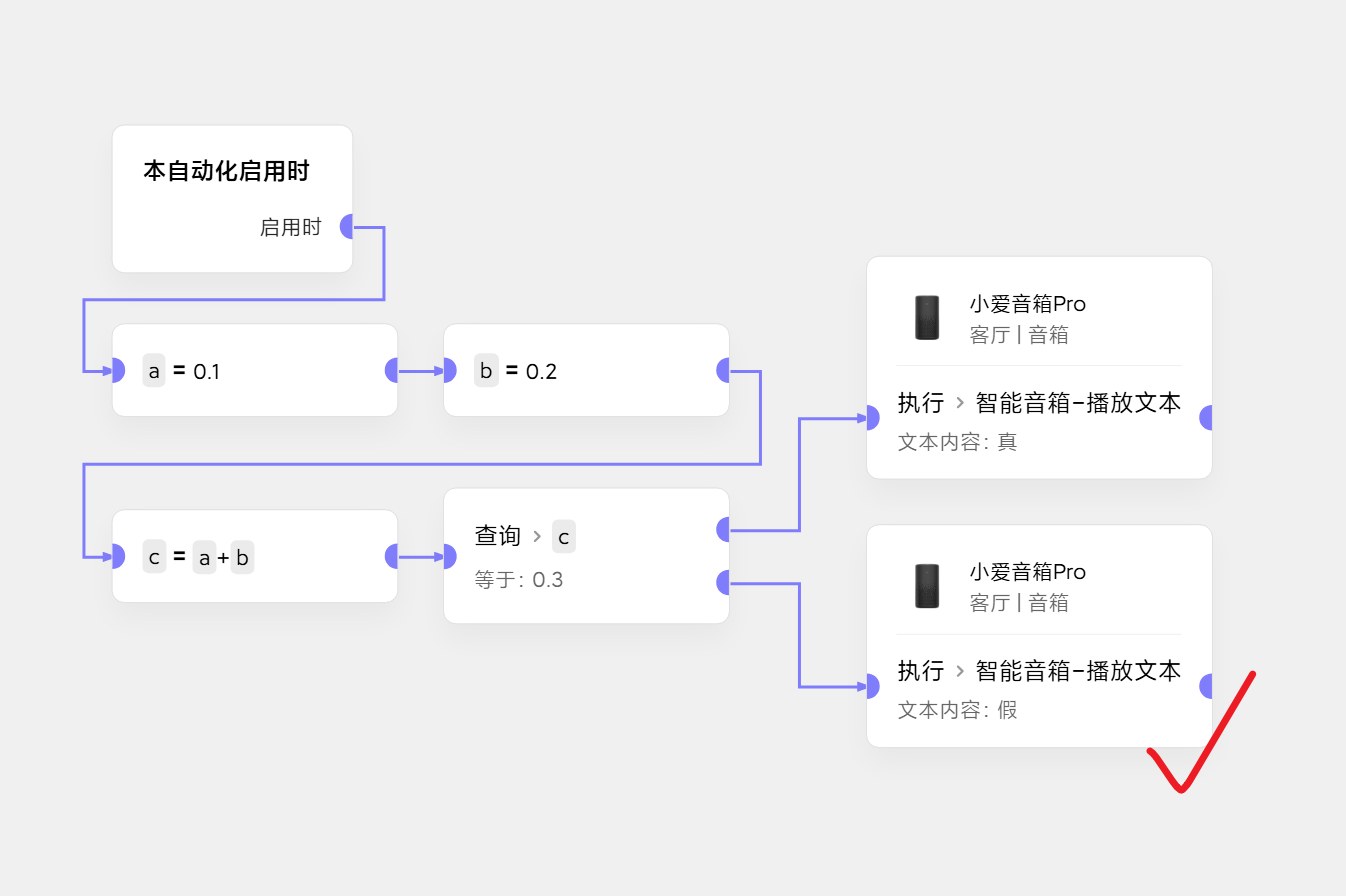 本自动化启用时
启用时
a = 0.1
b = 0.2
c = a+b
查询 › c
等于: 0.3
小爱音箱Pro
客厅 | 音箱
执行 › 智能音箱-播放文本
文本内容: 真
小爱音箱Pro
客厅 | 音箱
执行 › 智能音箱-播放文本
文本内容: 假